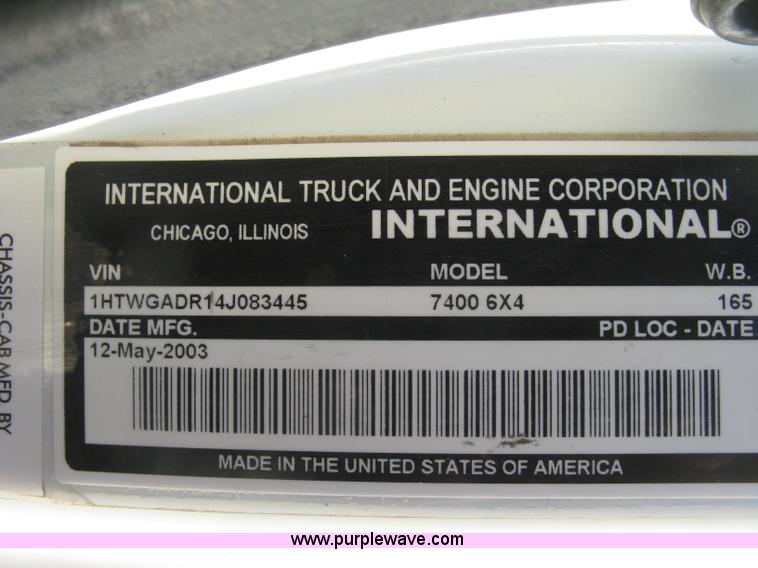 INTERNATIONAL TRUCK AND ENGINE CORPORATION
CHICAGO, ILLINOIS INTERNATIONAL®
VIN MODEL W.B.
1HTWGADR14J083445 7400 6X4 165
DATE MFG. PD LOC - DATE
12-May-2003
MADE IN THE UNITED STATES OF AMERICA
CHASSIS-CAB MFD. BY
www.purplewave.com